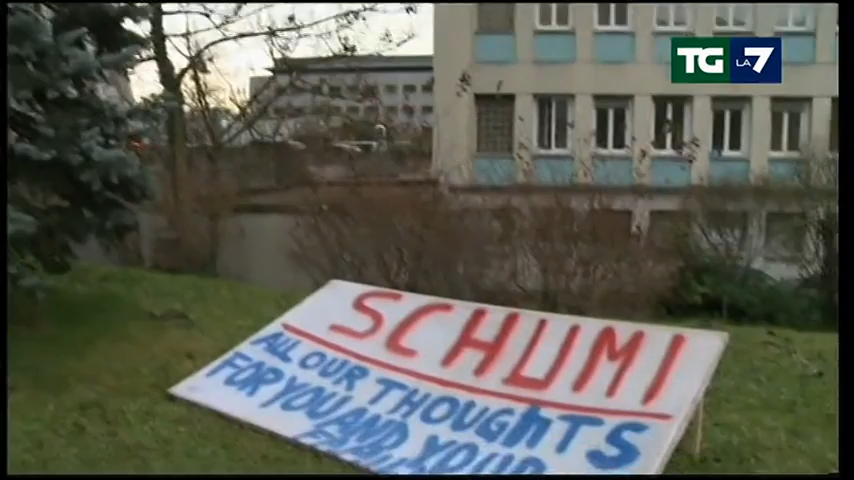 TG LA7
SCHUMI
ALL OUR THOUGhTS
FOR YOU AND YOUR